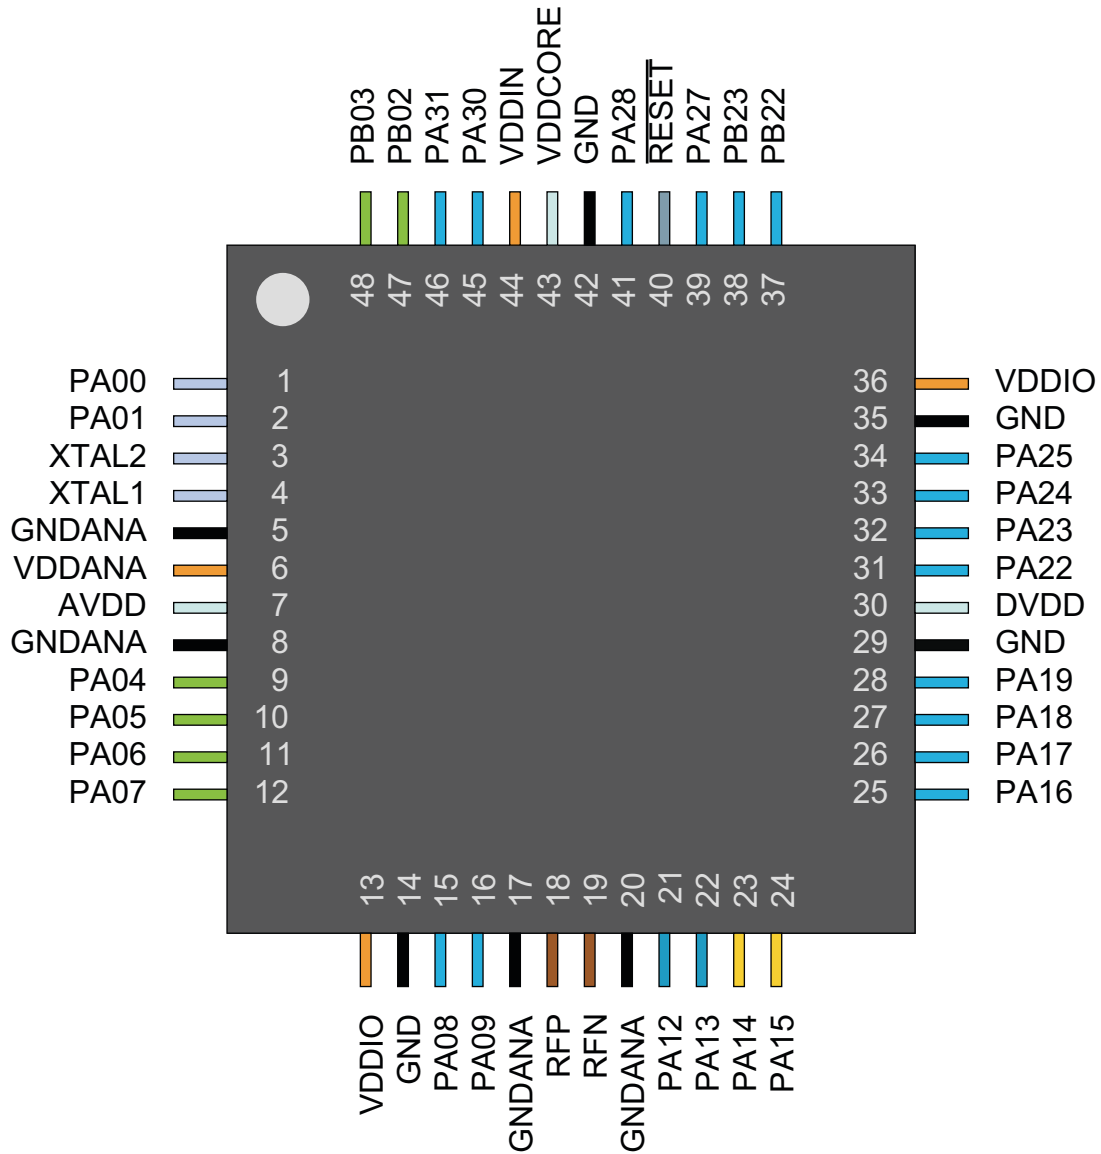 PB03
PB02
PA31
PA30
VDDIN
VDDCORE
GND
PA28
RESET
PA27
PB23
PB22
48
47
46
45
44
43
42
41
40
39
38
37
PA00 1
PA01 2
XTAL2 3
XTAL1 4
GNDANA 5
VDDANA 6
AVDD 7
GNDANA 8
PA04 9
PA05 10
PA06 11
PA07 12
36 VDDIO
35 GND
34 PA25
33 PA24
32 PA23
31 PA22
30 DVDD
29 GND
28 PA19
27 PA18
26 PA17
25 PA16
13
14
15
16
17
18
19
20
21
22
23
24
VDDIO
GND
PA08
PA09
GNDANA
RFP
RFN
GNDANA
PA12
PA13
PA14
PA15